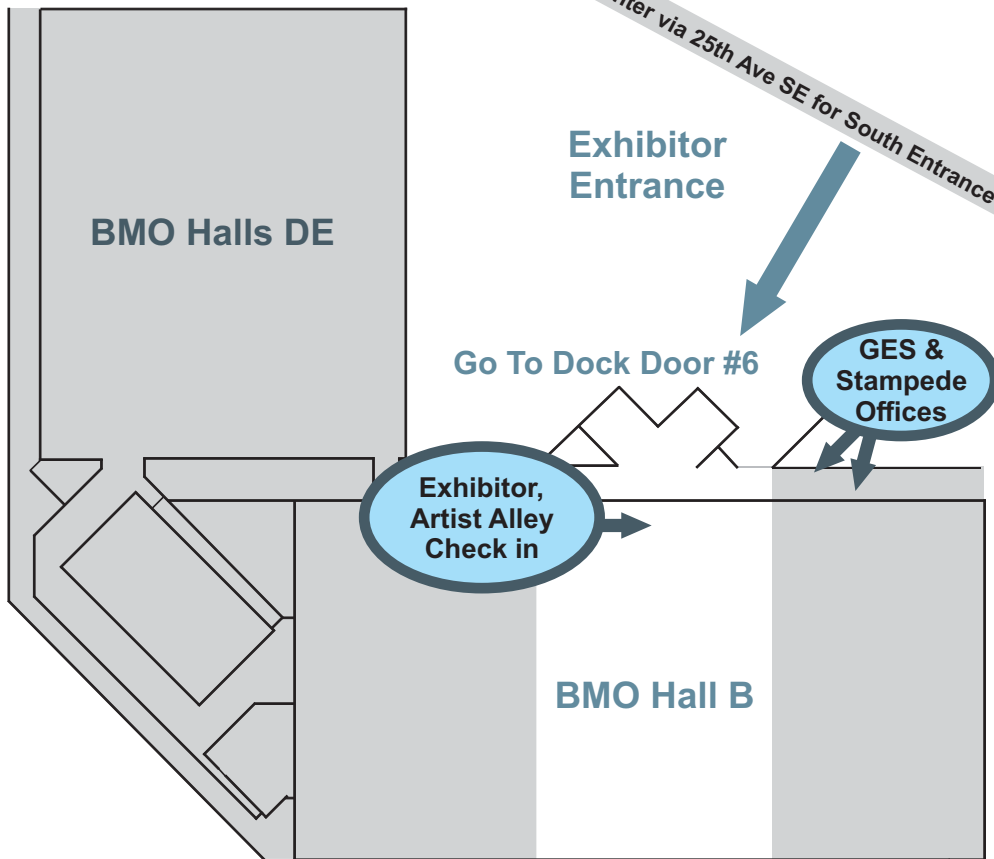 via 25th Ave SE for South Entrance
Exhibitor
Entrance
BMO Halls DE
Go To Dock Door #6
GES &
Stampede
Offices
Exhibitor,
Artist Alley
Check in
BMO Hall B